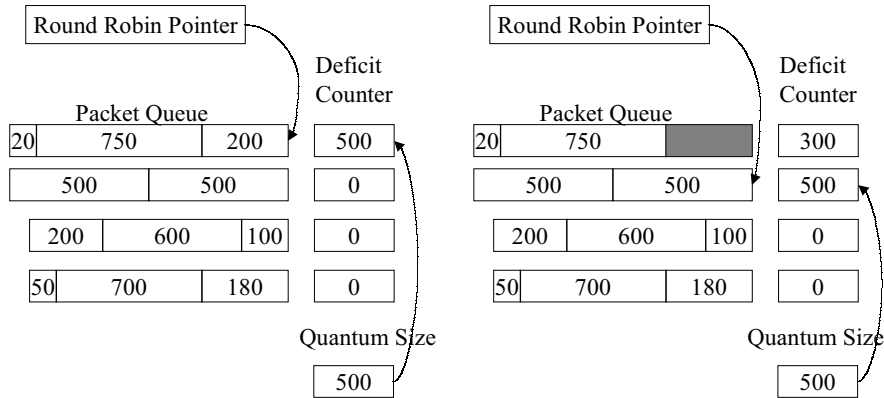 Round Robin Pointer
Deficit
Counter
Packet Queue
20 750 200 500
500 500 0
200 600 100 0
50 700 180 0
Quantum Size
500
Round Robin Pointer
Deficit
Counter
Packet Queue
20 750 300
500 500 500
200 600 100 0
50 700 180 0
Quantum Size
500